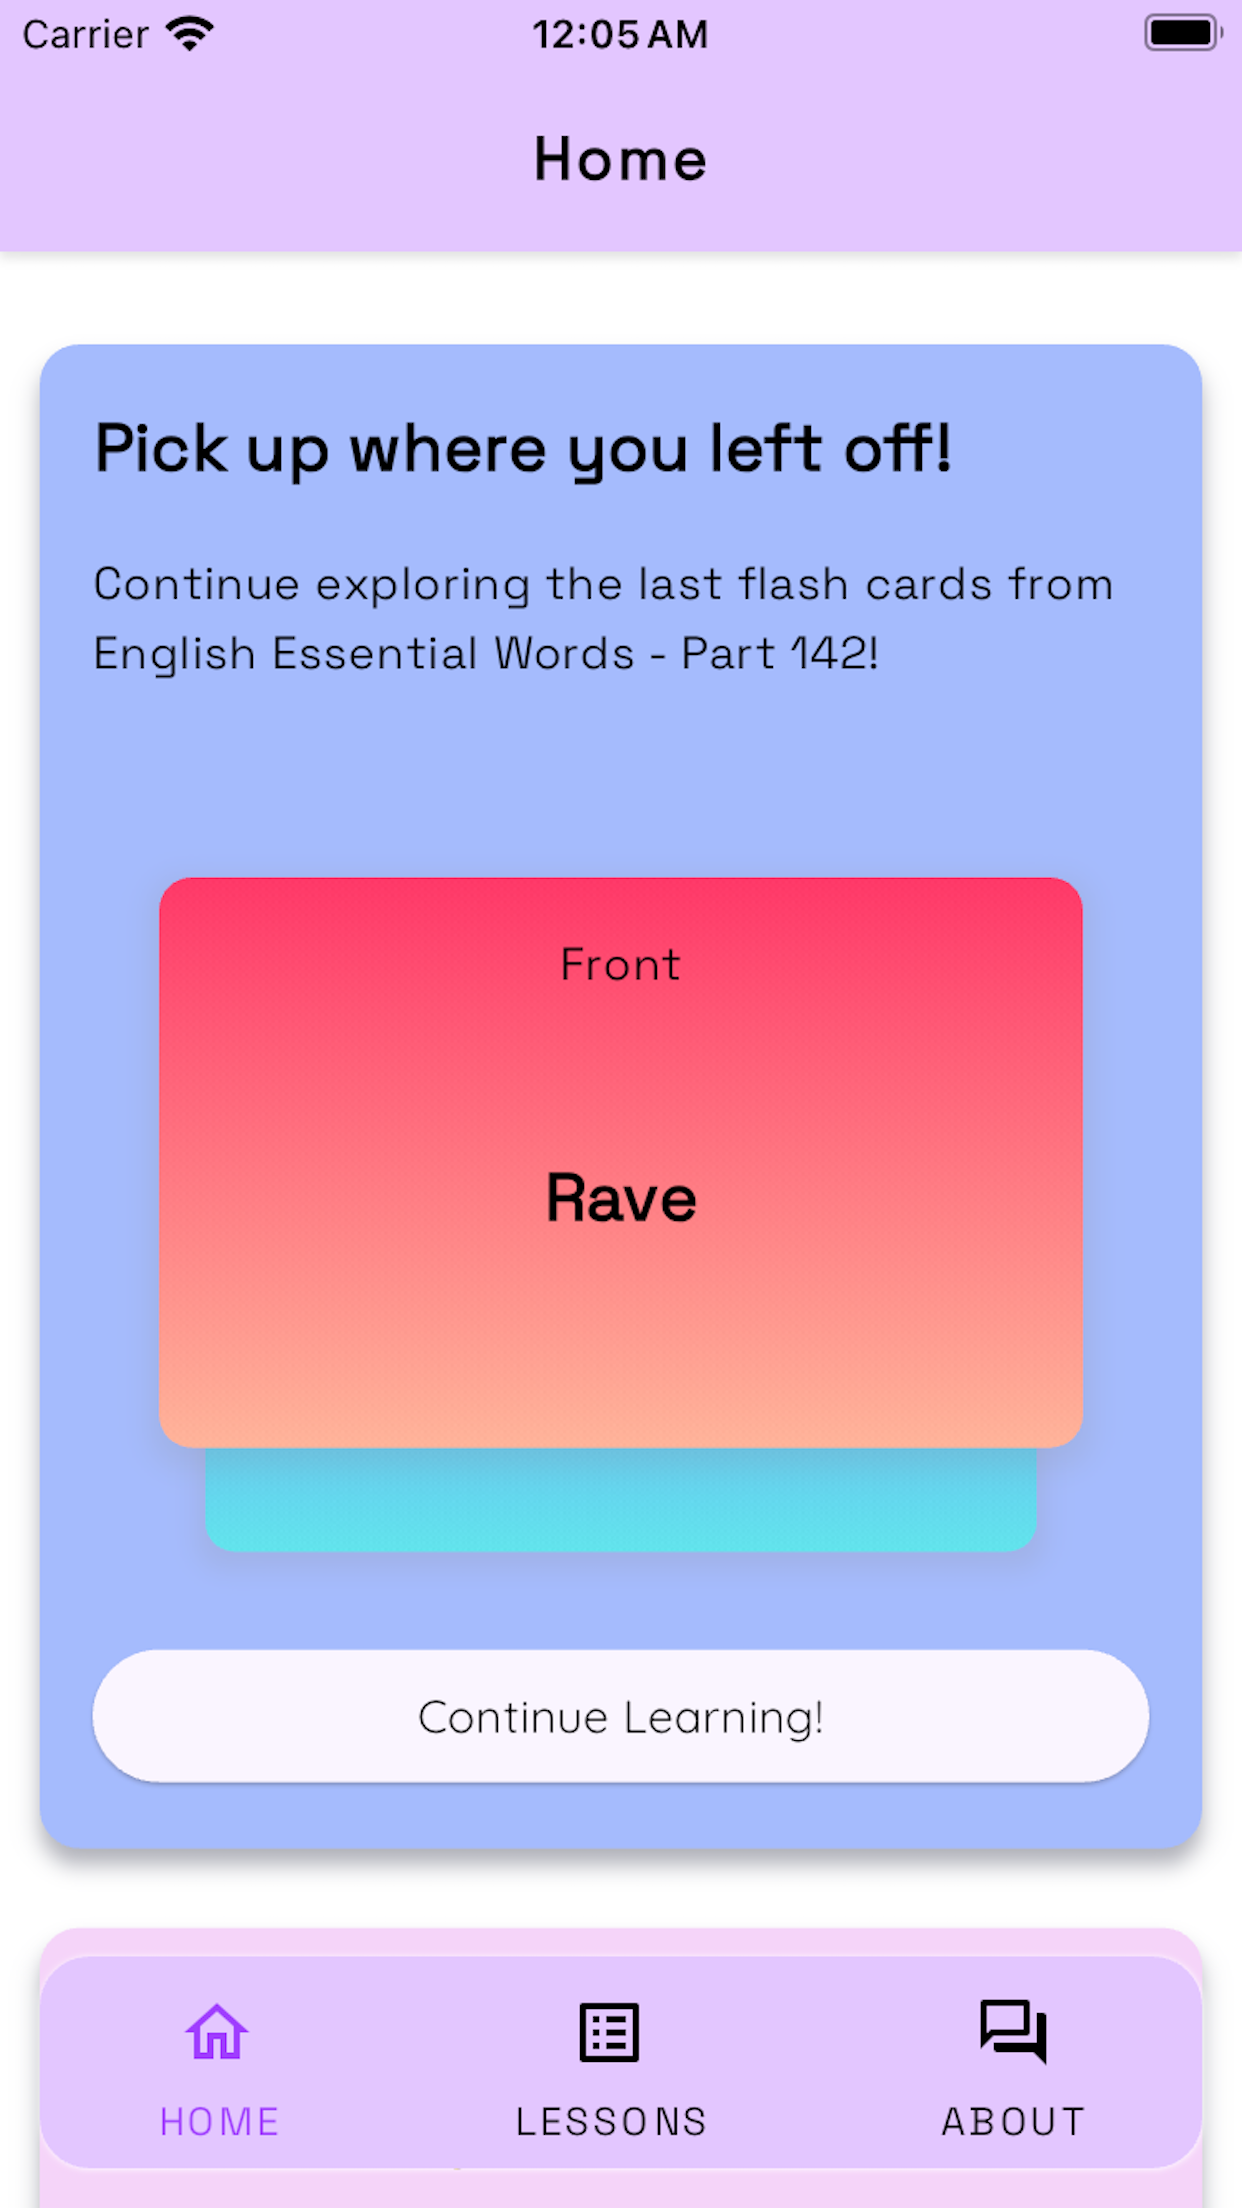 Carrier 12:05 AM
Home
Pick up where you left off!
Continue exploring the last flash cards from
English Essential Words - Part 142!
Front
Rave
Continue Learning!
HOME LESSONS ABOUT